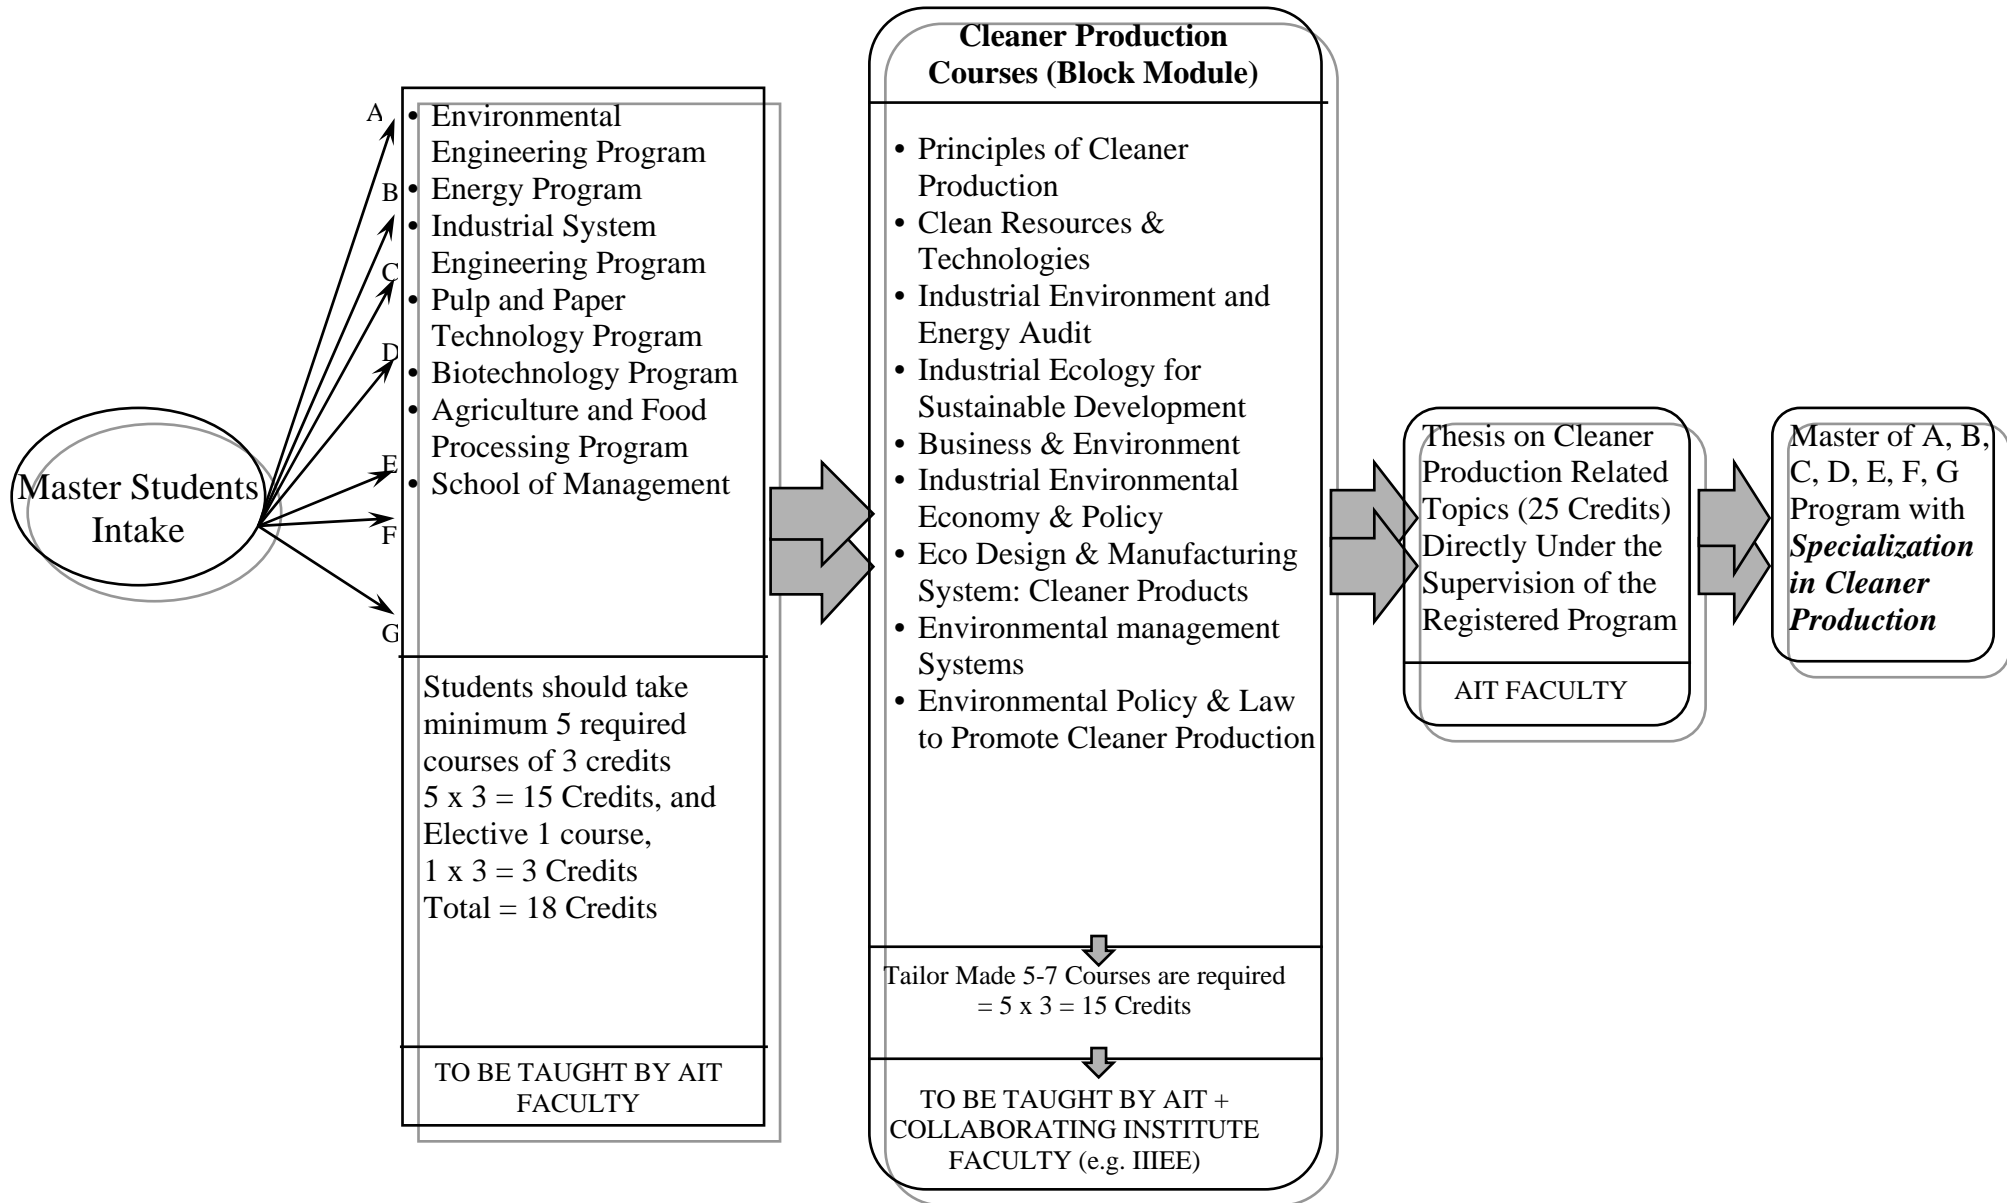 Master Students
Intake
A
B
C
D
E
F
G
• Environmental
Engineering Program
• Energy Program
• Industrial System
Engineering Program
• Pulp and Paper
Technology Program
• Biotechnology Program
• Agriculture and Food
Processing Program
• School of Management
Students should take
minimum 5 required
courses of 3 credits
5 x 3 = 15 Credits, and
Elective 1 course,
1 x 3 = 3 Credits
Total = 18 Credits
TO BE TAUGHT BY AIT
FACULTY
Cleaner Production
Courses (Block Module)
• Principles of Cleaner
Production
• Clean Resources &
Technologies
• Industrial Environment and
Energy Audit
• Industrial Ecology for
Sustainable Development
• Business & Environment
• Industrial Environmental
Economy & Policy
• Eco Design & Manufacturing
System: Cleaner Products
• Environmental management
Systems
• Environmental Policy & Law
to Promote Cleaner Production
Tailor Made 5-7 Courses are required
= 5 x 3 = 15 Credits
TO BE TAUGHT BY AIT +
COLLABORATING INSTITUTE
FACULTY (e.g. IIIEE)
Thesis on Cleaner
Production Related
Topics (25 Credits)
Directly Under the
Supervision of the
Registered Program
AIT FACULTY
Master of A, B,
C, D, E, F, G
Program with
Specialization
in Cleaner
Production